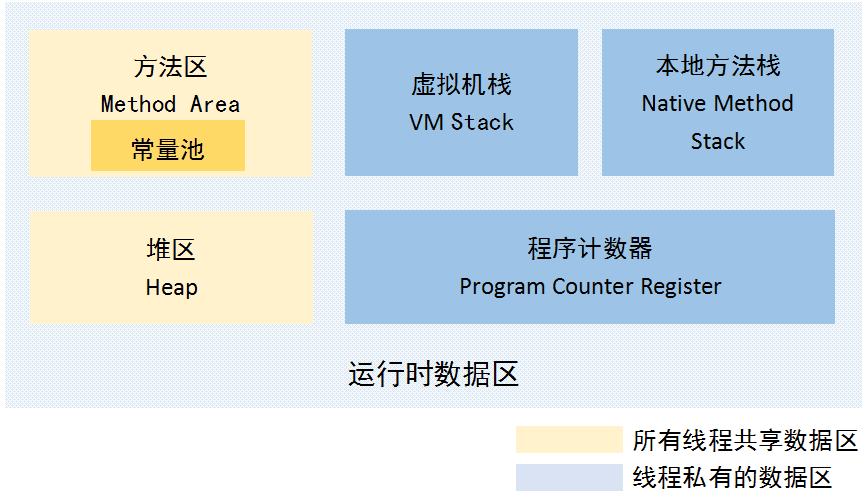 方法区
Method Area
常量池
虚拟机栈
VM Stack
本地方法栈
Native Method
Stack
堆区
Heap
程序计数器
Program Counter Register
运行时数据区
所有线程共享数据区
线程私有的数据区